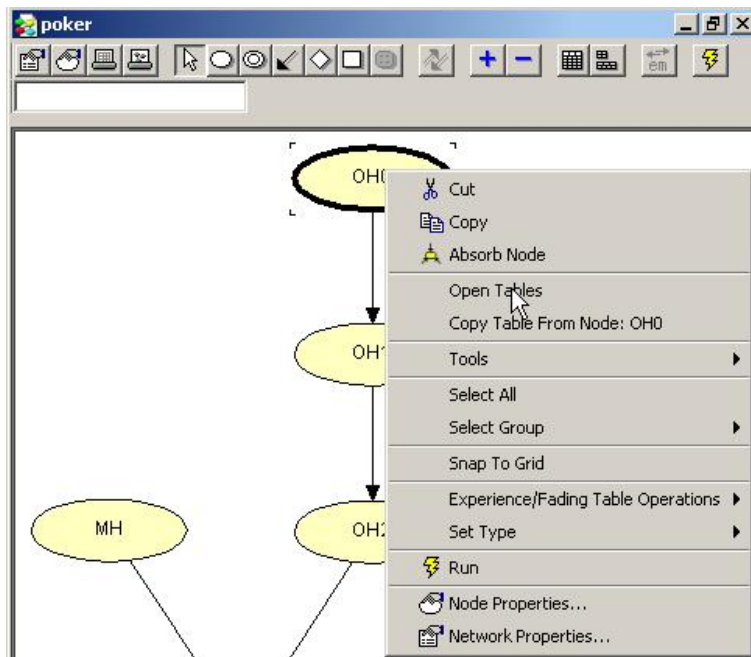 poker
em
OH0
Cut
Copy
Absorb Node
Open Tables
Copy Table From Node: OH0
OH1
Tools
Select All
Select Group
Snap To Grid
Experience/Fading Table Operations
MH
OH2
Set Type
Run
Node Properties...
Network Properties...